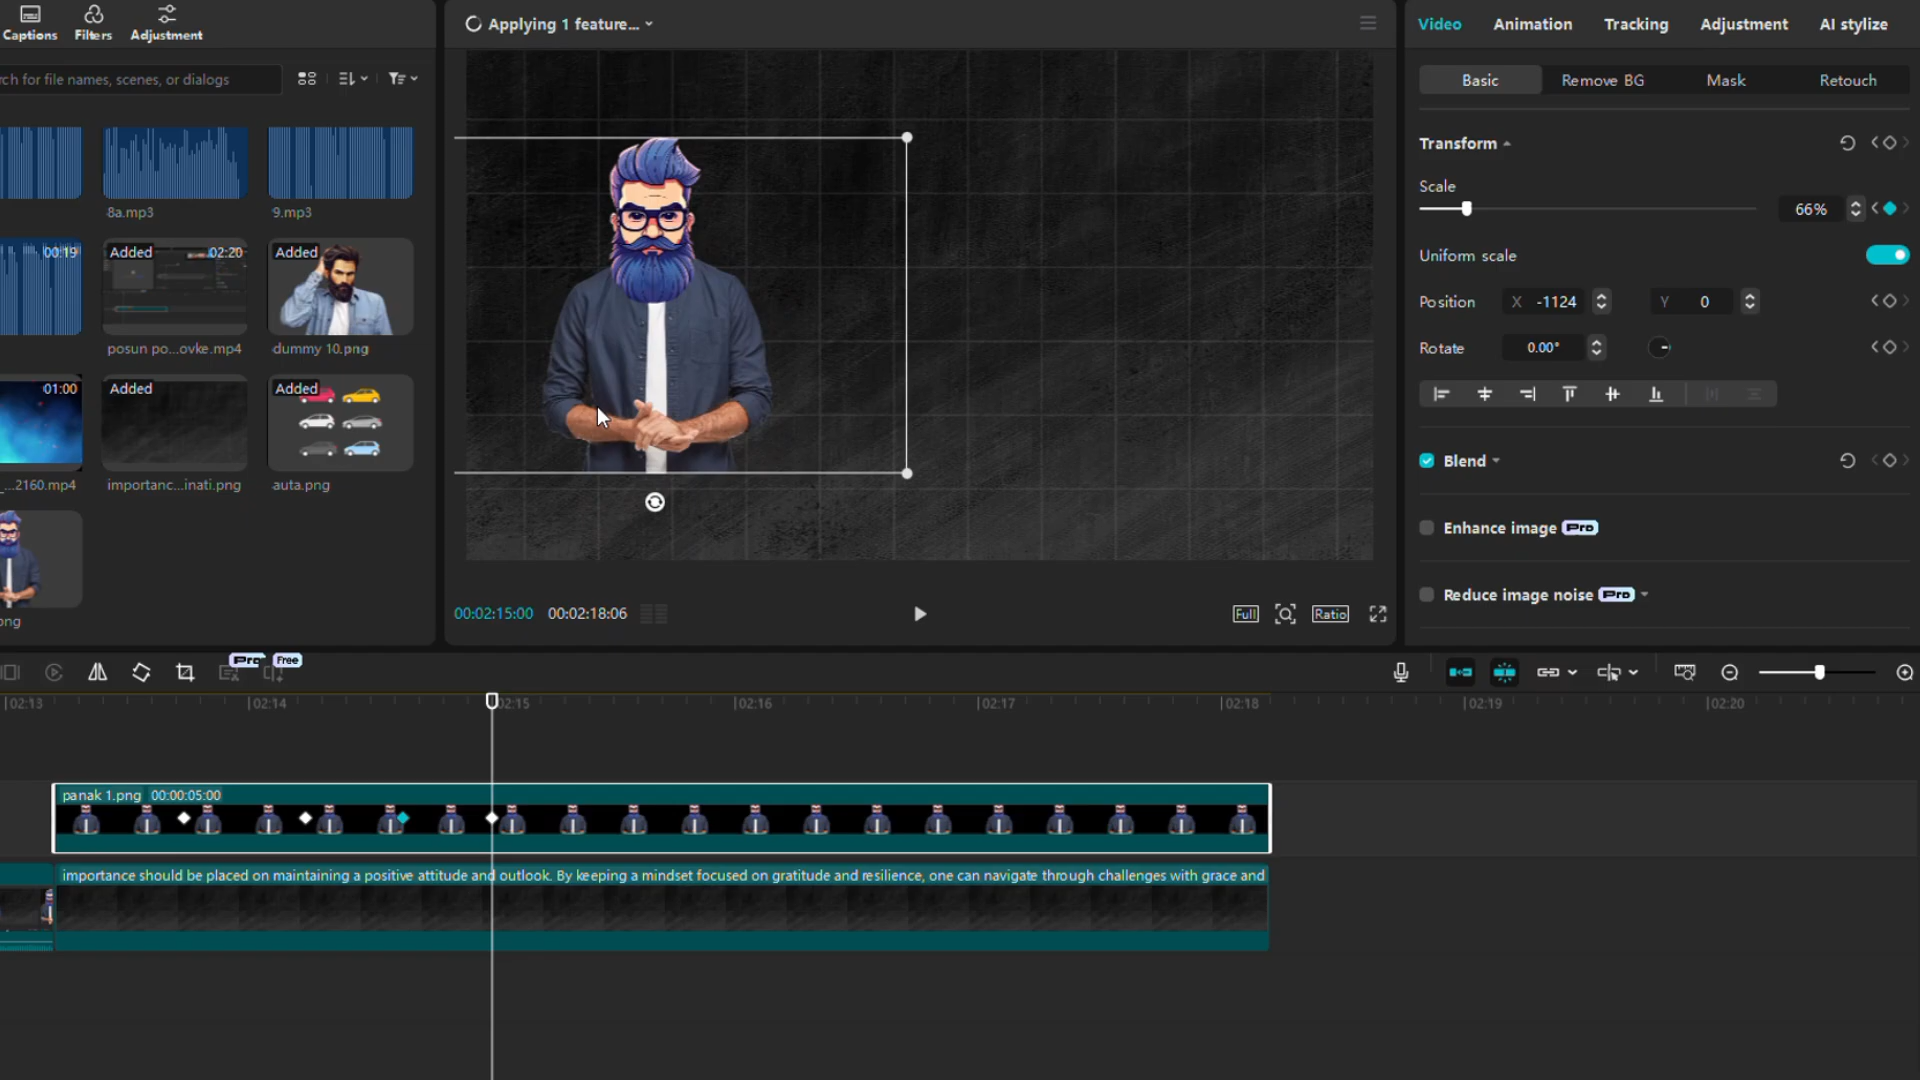 Captions
Filters
Adjustment
Applying 1 feature...
Video
Animation
Tracking
Adjustment
AI stylize
rch for file names, scenes, or dialogs
Basic
Remove BG
Mask
Retouch
Transform
Scale
66%
Uniform scale
Position
X -1124
Y 0
Rotate
0.00°
Blend
Enhance image Pro
Reduce image noise Pro
8a.mp3
9.mp3
00:19
Added
02:20
Added
posun po...ovke.mp4
dummy 10.png
01:00
Added
Added
_...2160.mp4
importanc...inati.png
auta.png
png
00:02:15:00
00:02:18:06
Full
Ratio
Pro
Free
02:13
02:14
02:15
02:16
02:17
02:18
02:19
02:20
panak 1.png 00:00:05:00
importance should be placed on maintaining a positive attitude and outlook. By keeping a mindset focused on gratitude and resilience, one can navigate through challenges with grace and